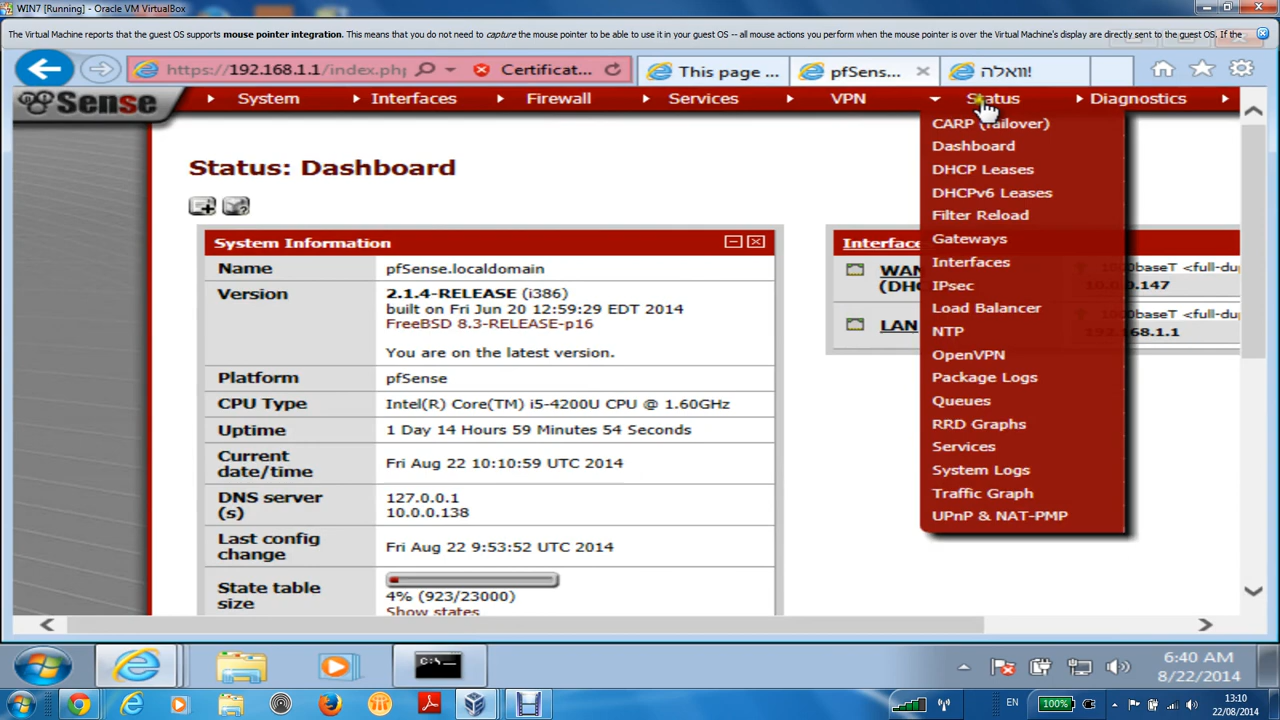 WIN7 [Running] - Oracle VM VirtualBox
The Virtual Machine reports that the guest OS supports mouse pointer integration. This means that you do not need to capture the mouse pointer to be able to use it in your guest OS -- all mouse actions you perform when the mouse pointer is over the Virtual Machine's display are directly sent to the guest OS. If the
https://192.168.1.1/index.php
Certificat...
This page ...
pfSens...
וואלה!
Sense
System
Interfaces
Firewall
Services
VPN
Status
Diagnostics
CARP (failover)
Dashboard
DHCP Leases
DHCPv6 Leases
Filter Reload
Gateways
Interfaces
IPsec
Load Balancer
NTP
OpenVPN
Package Logs
Queues
RRD Graphs
Services
System Logs
Traffic Graph
UPnP & NAT-PMP
Status: Dashboard
System Information
Name pfSense.localdomain
Version 2.1.4-RELEASE (i386)
built on Fri Jun 20 12:59:29 EDT 2014
FreeBSD 8.3-RELEASE-p16
You are on the latest version.
Platform pfSense
CPU Type Intel(R) Core(TM) i5-4200U CPU @ 1.60GHz
Uptime 1 Day 14 Hours 59 Minutes 54 Seconds
Current date/time Fri Aug 22 10:10:59 UTC 2014
DNS server (s) 127.0.0.1
10.0.0.138
Last config change Fri Aug 22 9:53:52 UTC 2014
State table size 4% (923/23000)
Show states
Interface
WAN
(DHC
LAN
baseT <full-du
.147
baseT <full-du
.168.1.1
6:40 AM
8/22/2014
EN
100%
13:10
22/08/2014